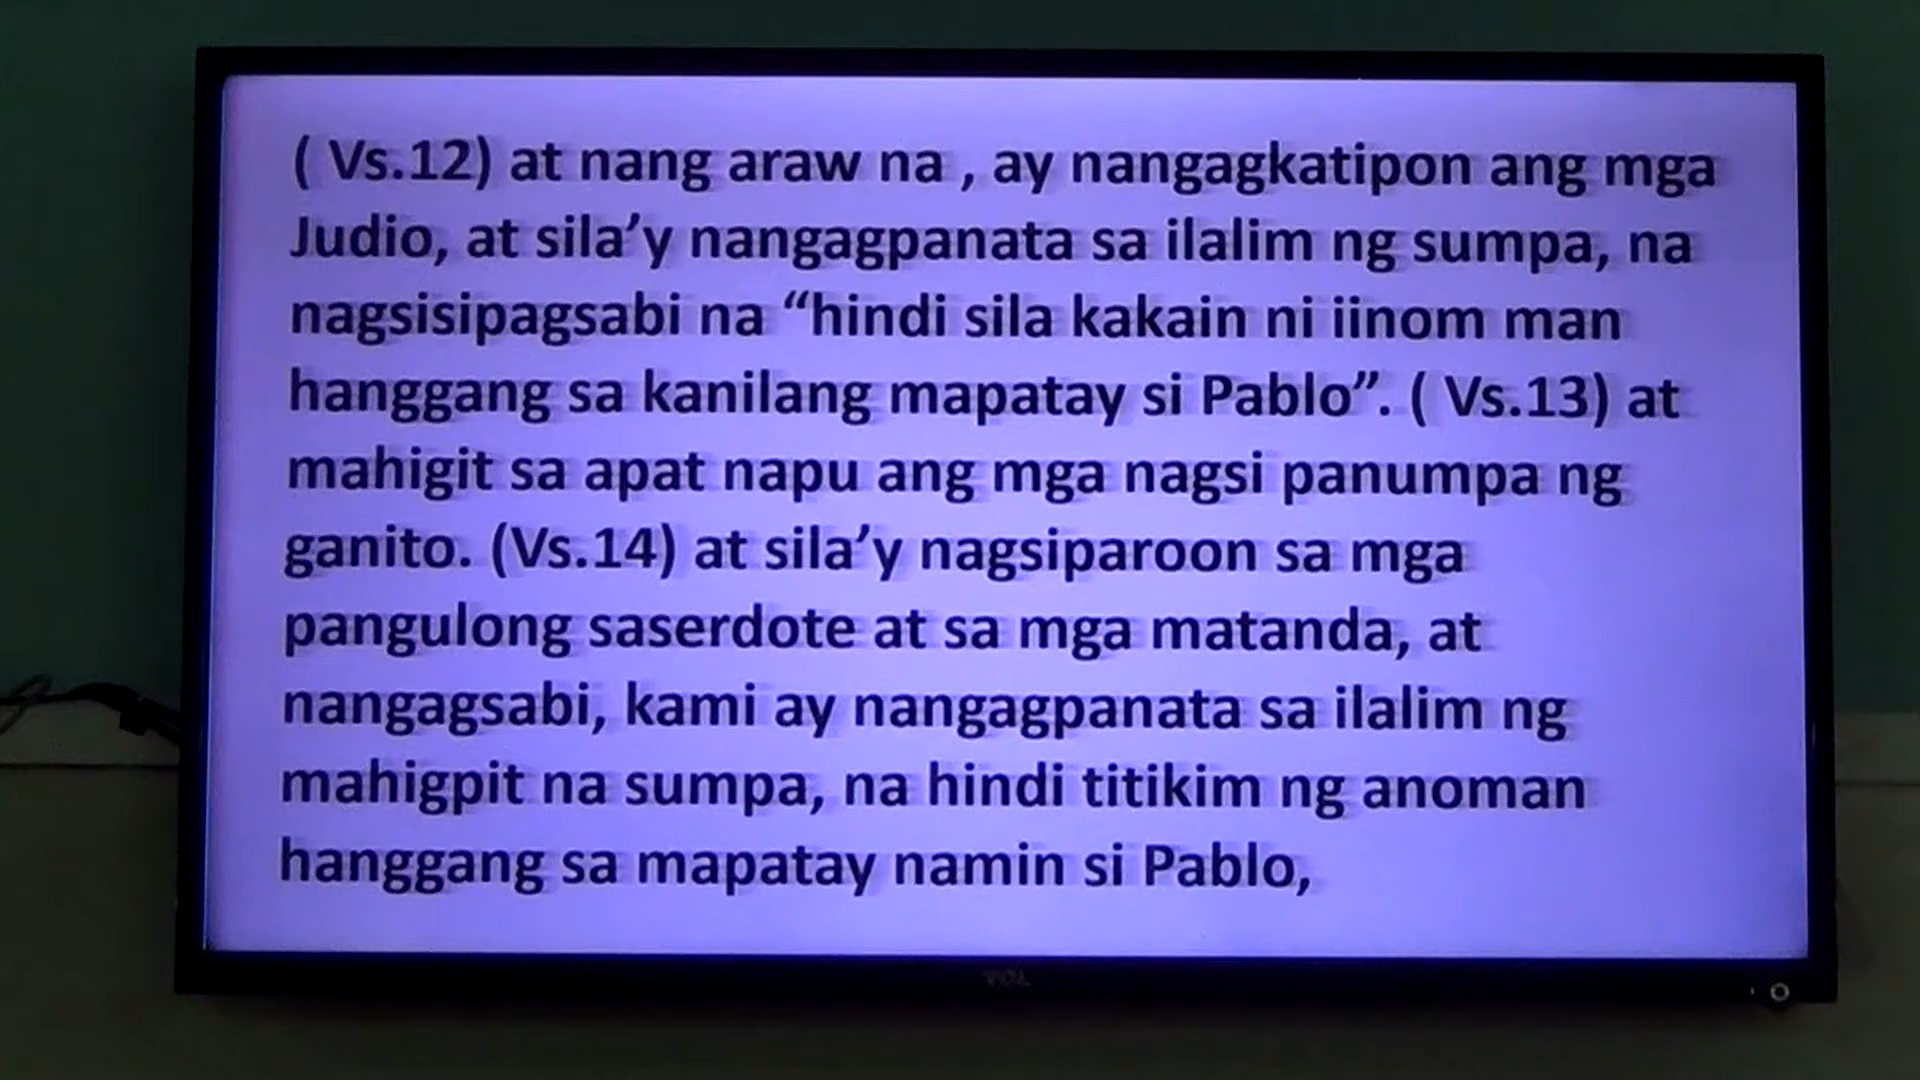 ( Vs.12) at nang araw na , ay nangagkatipon ang mga
Judio, at sila’y nangagpanata sa ilalim ng sumpa, na
nagsisipagsabi na “hindi sila kakain ni iinom man
hanggang sa kanilang mapatay si Pablo”. ( Vs.13) at
mahigit sa apat napu ang mga nagsi panumpa ng
ganito. (Vs.14) at sila’y nagsiparoon sa mga
pangulong saserdote at sa mga matanda, at
nangagsabi, kami ay nangagpanata sa ilalim ng
mahigpit na sumpa, na hindi titikim ng anoman
hanggang sa mapatay namin si Pablo,
TCL